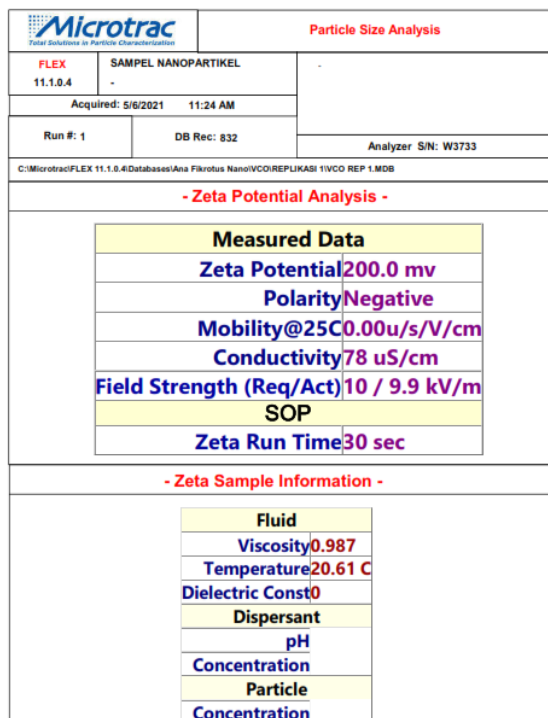 Microtrac
Total Solutions in Particle Characterization
Particle Size Analysis
FLEX
11.1.0.4
SAMPEL NANOPARTIKEL
-
-
Acquired: 5/6/2021 11:24 AM
Run #: 1
DB Rec: 832
Analyzer S/N: W3733
C:\Microtrac\FLEX 11.1.0.4\Databases\Ana Fikrotus Nano\VCO\REPLIKASI 1\VCO REP 1.MDB
- Zeta Potential Analysis -
Measured Data
Zeta Potential 200.0 mv
Polarity Negative
Mobility@25C 0.00u/s/V/cm
Conductivity 78 uS/cm
Field Strength (Req/Act) 10 / 9.9 kV/m
SOP
Zeta Run Time 30 sec
- Zeta Sample Information -
Fluid
Viscosity 0.987
Temperature 20.61 C
Dielectric Const 0
Dispersant
pH
Concentration
Particle
Concentration